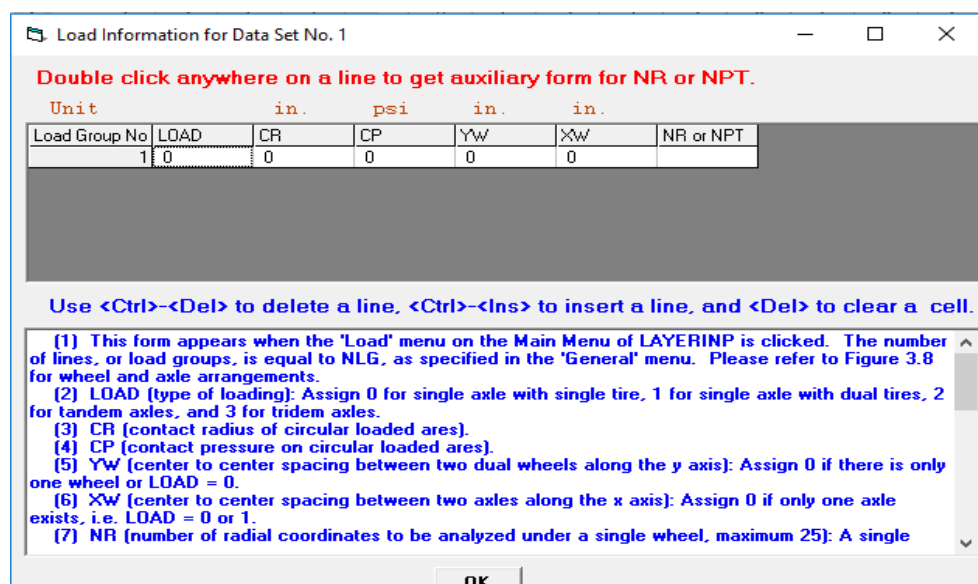 Load Information for Data Set No. 1
Double click anywhere on a line to get auxiliary form for NR or NPT.
Unit in. psi in. in.
Load Group No LOAD CR CP YW XW NR or NPT
1 0 0 0 0 0
Use <Ctrl>-<Del> to delete a line, <Ctrl>-<Ins> to insert a line, and <Del> to clear a cell.
(1) This form appears when the 'Load' menu on the Main Menu of LAYERINP is clicked. The number
of lines, or load groups, is equal to NLG, as specified in the 'General' menu. Please refer to Figure 3.8
for wheel and axle arrangements.
(2) LOAD (type of loading): Assign 0 for single axle with single tire, 1 for single axle with dual tires, 2
for tandem axles, and 3 for tridem axles.
(3) CR (contact radius of circular loaded ares).
(4) CP (contact pressure on circular loaded ares).
(5) YW (center to center spacing between two dual wheels along the y axis): Assign 0 if there is only
one wheel or LOAD = 0.
(6) XW (center to center spacing between two axles along the x axis): Assign 0 if only one axle
exists, i.e. LOAD = 0 or 1.
(7) NR (number of radial coordinates to be analyzed under a single wheel, maximum 25): A single
OK